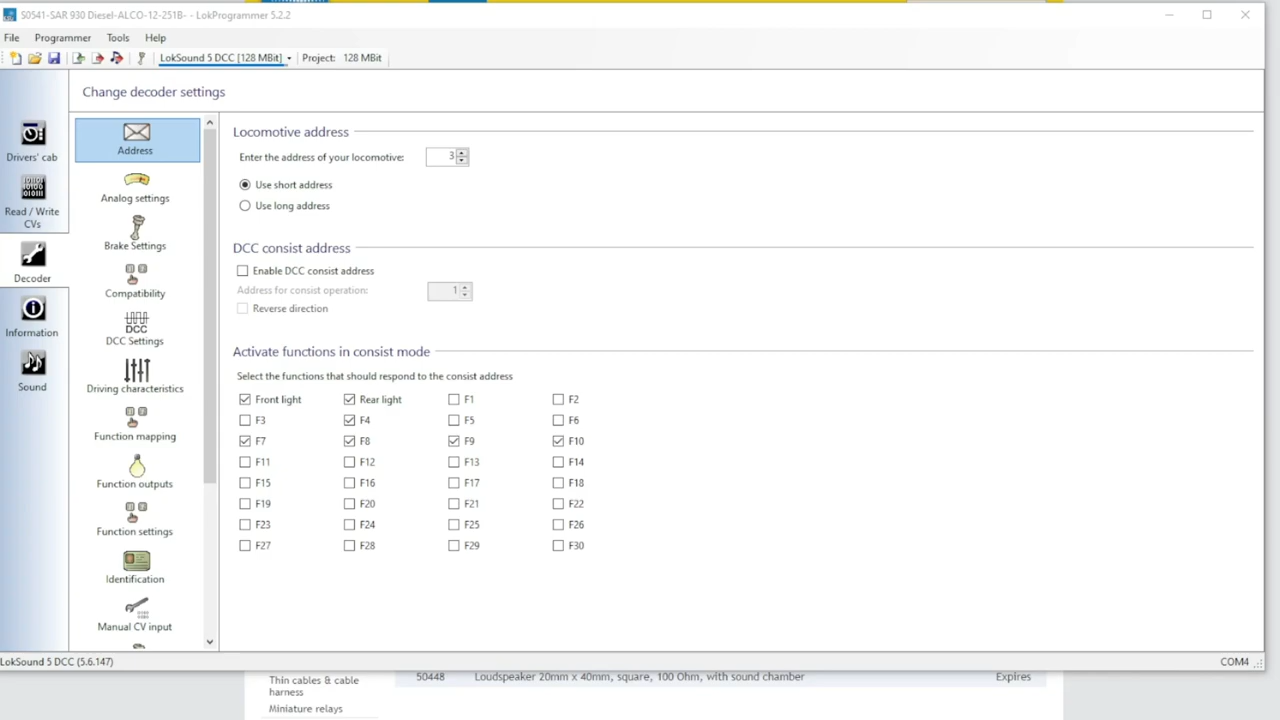 S0541-SAR 930 Diesel-ALCO-12-251B- - LokProgrammer 5.2.2
File Programmer Tools Help
LokSound 5 DCC [128 MBit] Project: 128 MBit
Change decoder settings
Drivers' cab
Read / Write
CVs
Decoder
Information
Sound
Address
Analog settings
Brake Settings
Compatibility
DCC
DCC Settings
Driving characteristics
Function mapping
Function outputs
Function settings
Identification
Manual CV input
Locomotive address
Enter the address of your locomotive: 3
Use short address
Use long address
DCC consist address
Enable DCC consist address
Address for consist operation: 1
Reverse direction
Activate functions in consist mode
Select the functions that should respond to the consist address
Front light Rear light F1 F2
F3 F4 F5 F6
F7 F8 F9 F10
F11 F12 F13 F14
F15 F16 F17 F18
F19 F20 F21 F22
F23 F24 F25 F26
F27 F28 F29 F30
LokSound 5 DCC (5.6.147) COM4
Thin cables & cable
harness
Miniature relays
50448 Loudspeaker 20mm x 40mm, square, 100 Ohm, with sound chamber Expires